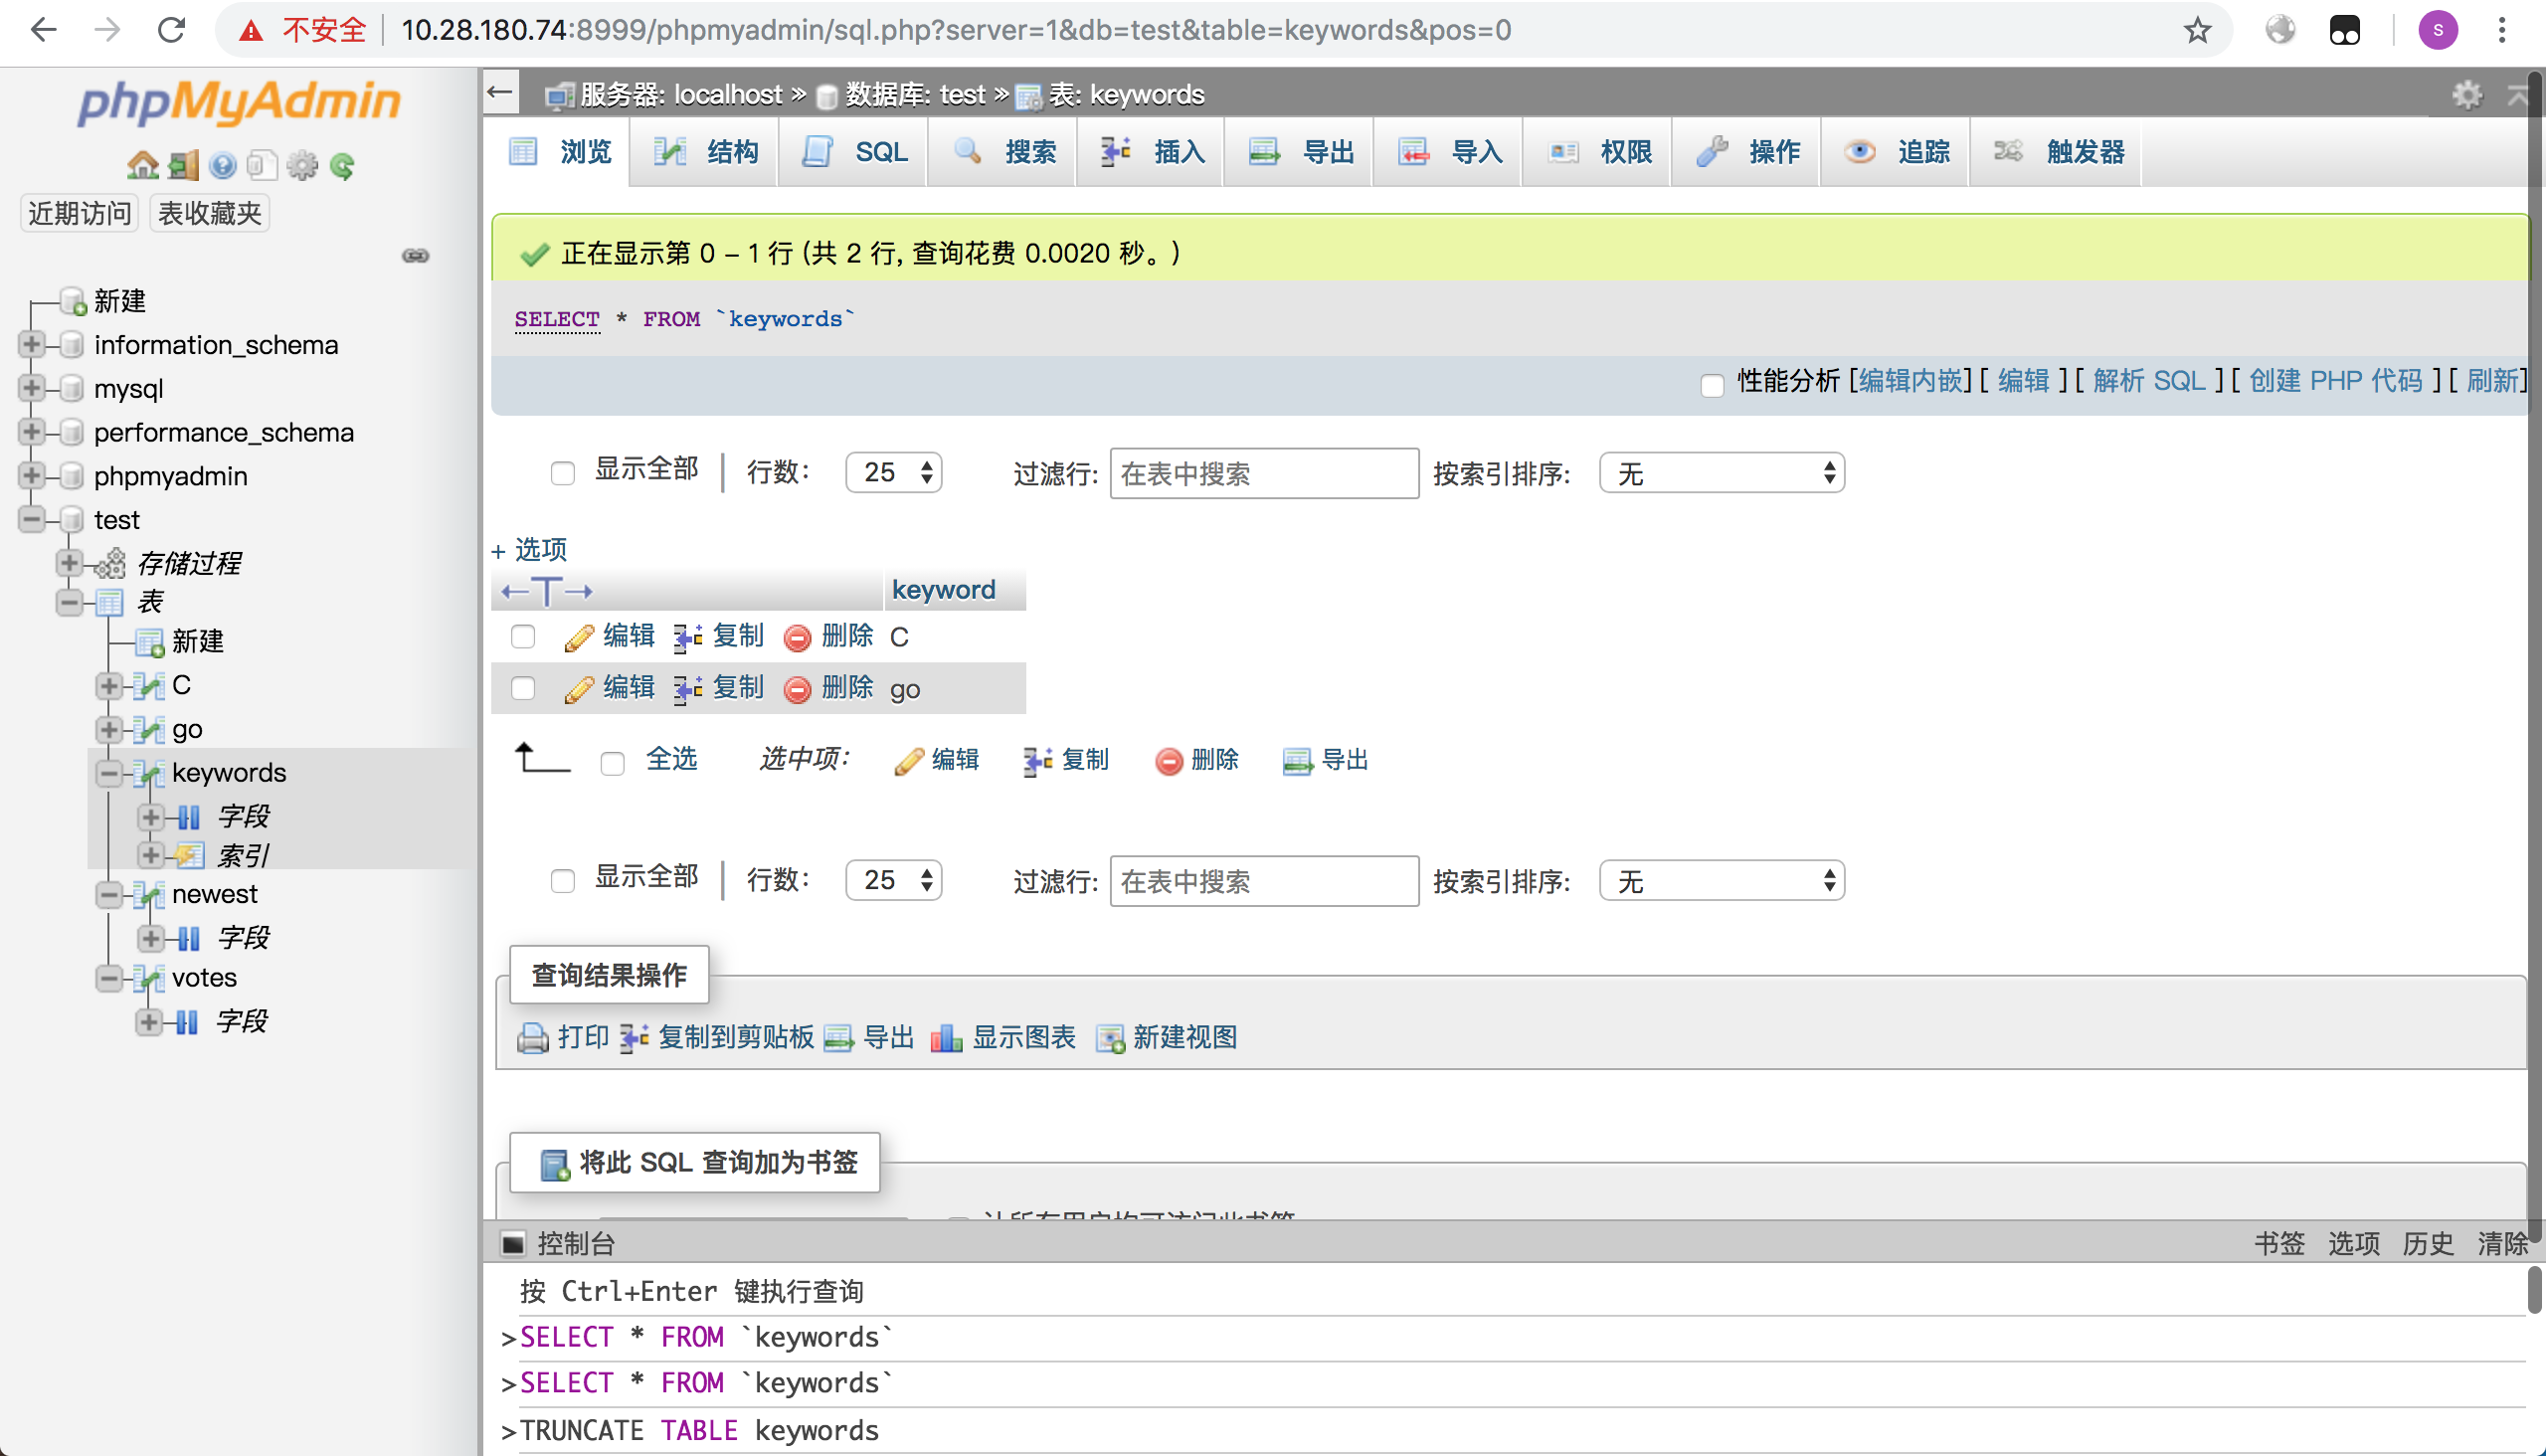 不安全 10.28.180.74:8999/phpmyadmin/sql.php?server=1&db=test&table=keywords&pos=0
S
phpMyAdmin
近期访问 表收藏夹
新建
information_schema
mysql
performance_schema
phpmyadmin
test
存储过程
表
新建
C
go
keywords
字段
索引
newest
字段
votes
字段
服务器: localhost » 数据库: test » 表: keywords
浏览 结构 SQL 搜索 插入 导出 导入 权限 操作 追踪 触发器
正在显示第 0 - 1 行 (共 2 行, 查询花费 0.0020 秒。)
SELECT * FROM `keywords`
性能分析 [编辑内嵌] [ 编辑 ] [ 解析 SQL ] [ 创建 PHP 代码 ] [ 刷新]
显示全部 | 行数： 25 过滤行: 在表中搜索 按索引排序: 无
+ 选项
←T→ keyword
编辑 复制 删除 C
编辑 复制 删除 go
全选 选中项： 编辑 复制 删除 导出
显示全部 | 行数： 25 过滤行: 在表中搜索 按索引排序: 无
查询结果操作
打印 复制到剪贴板 导出 显示图表 新建视图
将此 SQL 查询加为书签
让所有用户均可访问此书签
控制台 书签 选项 历史 清除
按 Ctrl+Enter 键执行查询
>SELECT * FROM `keywords`
>SELECT * FROM `keywords`
>TRUNCATE TABLE keywords